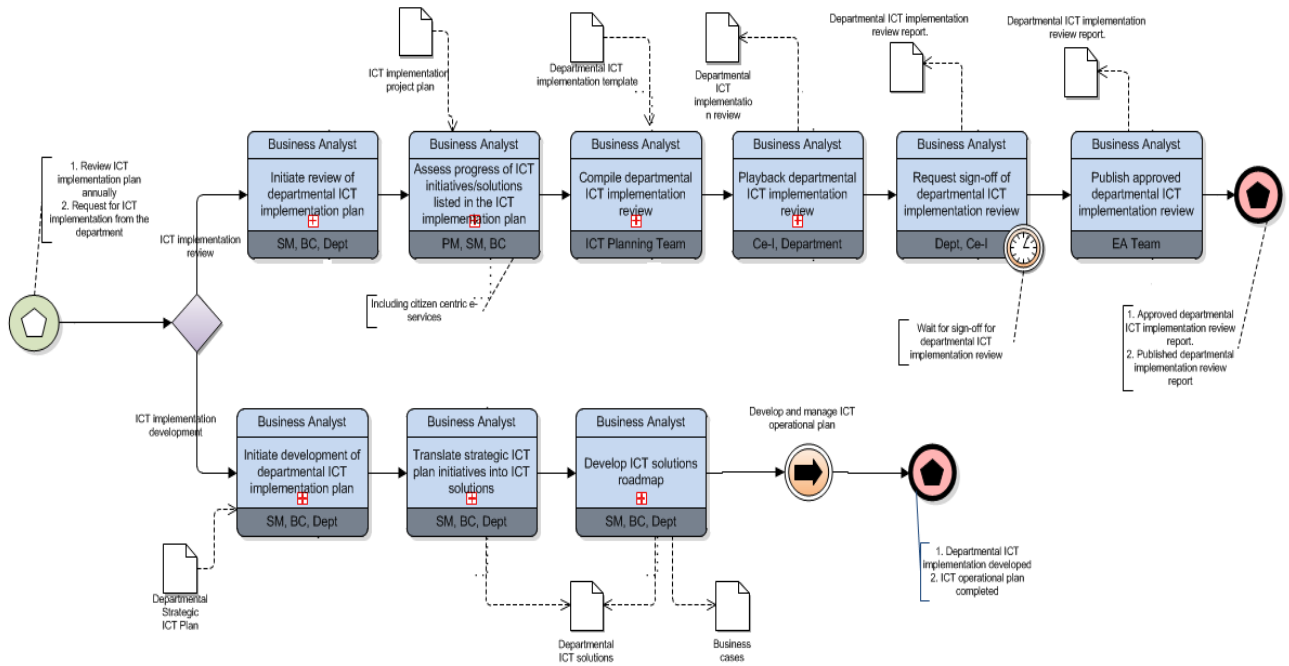 ICT implementation
project plan
Departmental ICT
implementation template
Departmental
ICT
implementatio
n review
Departmental ICT implementation
review report.
Departmental ICT implementation
review report.
1. Review ICT
implementation plan
annually
2. Request for ICT
implementation from the
department
ICT implementation
review
Business Analyst
Initiate review of
departmental ICT
implementation plan
SM, BC, Dept
Business Analyst
Assess progress of ICT
initiatives/solutions
listed in the ICT
implementation plan
PM, SM, BC
Business Analyst
Compile departmental
ICT implementation
review
ICT Planning Team
Business Analyst
Playback departmental
ICT implementation
review
Ce-I, Department
Business Analyst
Request sign-off of
departmental ICT
implementation review
Dept, Ce-I
Business Analyst
Publish approved
departmental ICT
implementation review
EA Team
Including citizen centric e-
services
Wait for sign-off for
departmental ICT
implementation review
1. Approved departmental
ICT implementation review
report.
2. Published departmental
implementation review
report
ICT implementation
development
Business Analyst
Initiate development of
departmental ICT
implementation plan
SM, BC, Dept
Business Analyst
Translate strategic ICT
plan initiatives into ICT
solutions
SM, BC, Dept
Business Analyst
Develop ICT solutions
roadmap
SM, BC, Dept
Develop and manage ICT
operational plan
1. Departmental ICT
implementation developed
2. ICT operational plan
completed
Departmental
Strategic
ICT Plan
Departmental
ICT solutions
Business
cases